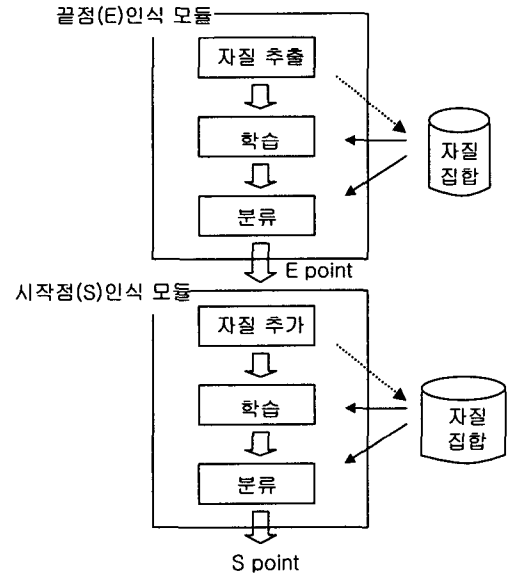 끝점(E)인식 모듈
자질 추출
학습
자질
집합
분류
E point
시작점(S)인식 모듈
자질 추가
학습
자질
집합
분류
S point